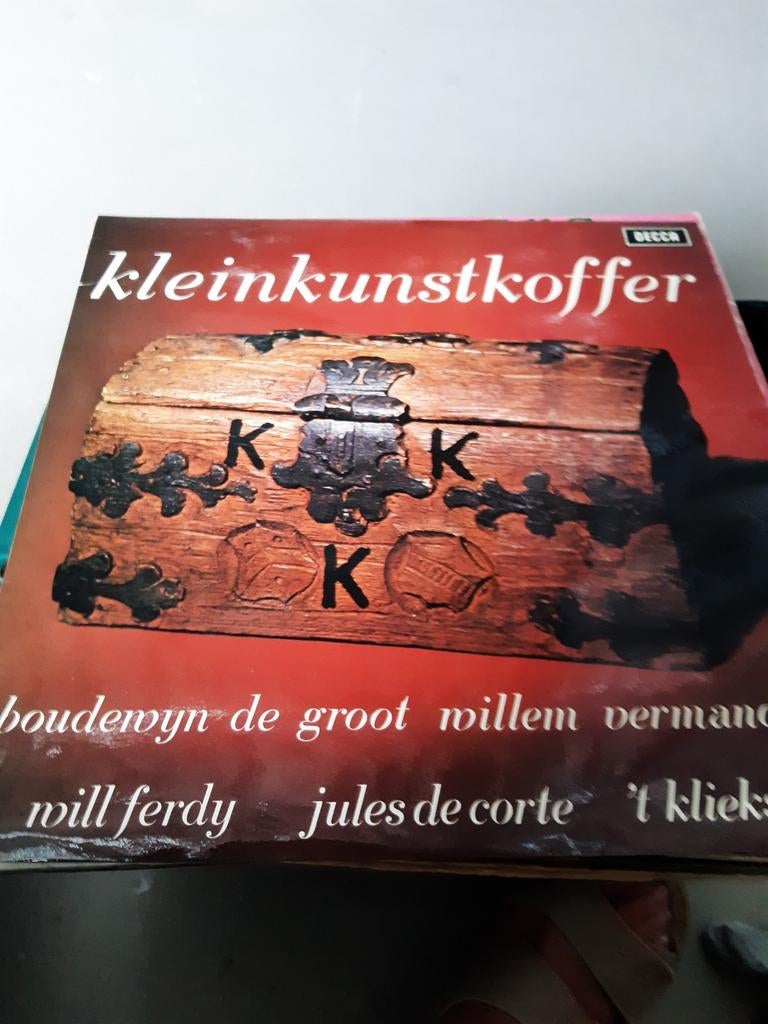 DECCA
kleinkunstkoffer
K K
K
boudewyn de groot willem
will ferdy jules de corte 't